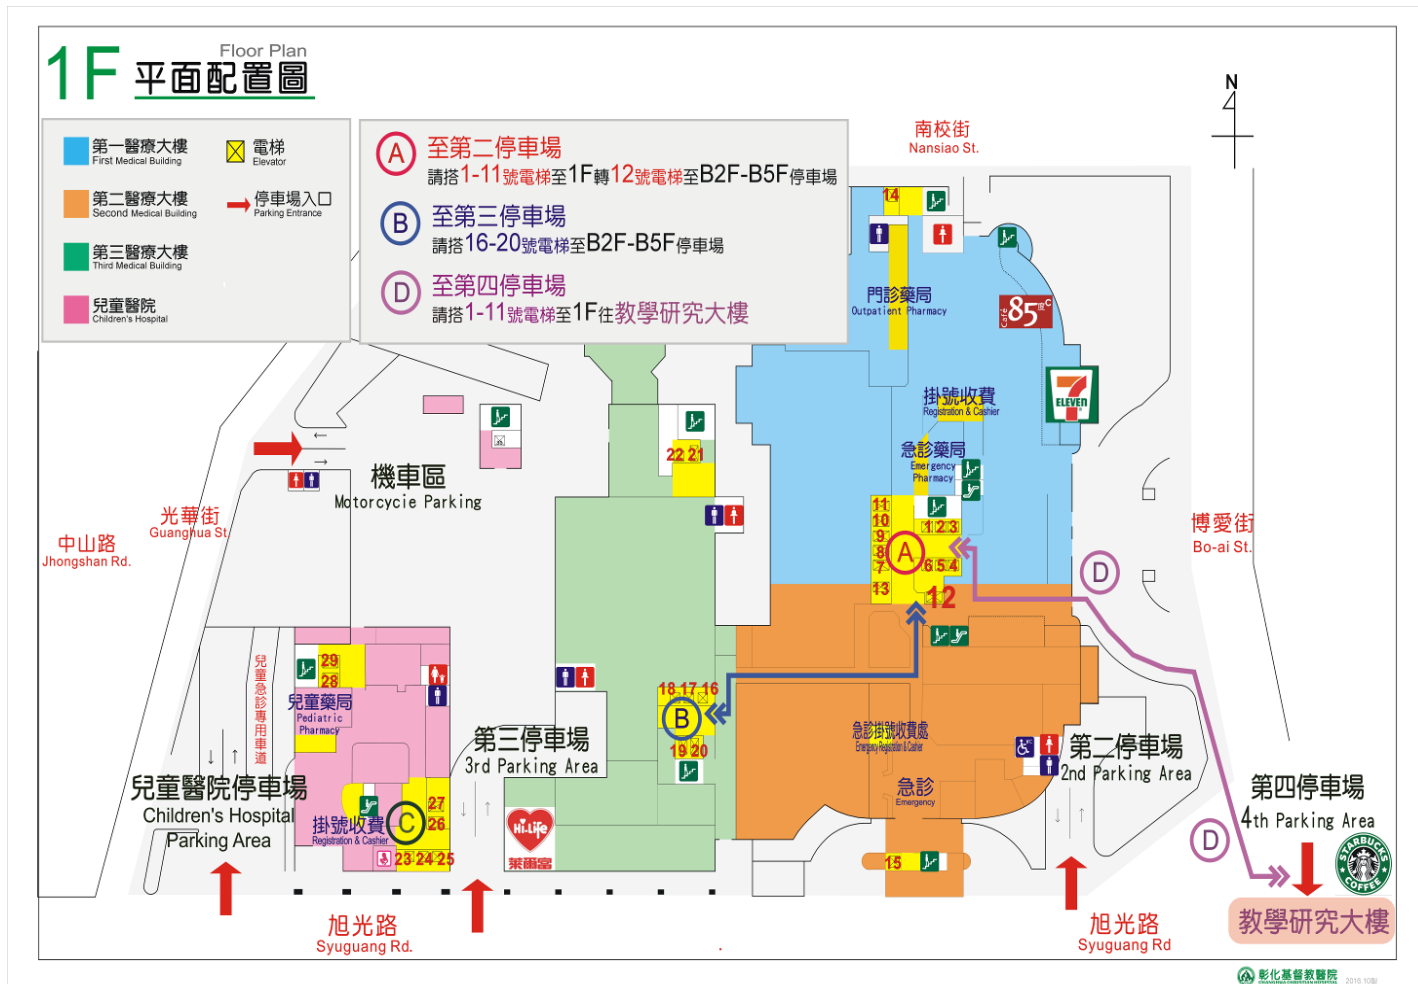 1F
Floor Plan
平面配置圖
第一醫療大樓
First Medical Building
第二醫療大樓
Second Medical Building
第三醫療大樓
Third Medical Building
兒童醫院
Children's Hospital
電梯
Elevator
停車場入口
Parking Entrance
A
至第二停車場
請搭1-11號電梯至1F轉12號電梯至B2F-B5F停車場
B
至第三停車場
請搭16-20號電梯至B2F-B5F停車場
D
至第四停車場
請搭1-11號電梯至1F往教學研究大樓
南校街
Nansiao St.
N
14
門診藥局
Outpatient Pharmacy
Café 85度C
7
ELEVEN
掛號收費
Registration & Cashier
急診藥局
Emergency
Pharmacy
22 21
機車區
Motorcycie Parking
光華街
Guanghua St.
中山路
Jhongshan Rd.
博愛街
Bo-ai St.
11
10
9
8
7
13
1 2 3
A
6 5 4
12
D
兒童急診專用車道
29
28
兒童藥局
Pediatric
Pharmacy
18 17 16
B
19 20
第三停車場
3rd Parking Area
急診掛號收費處
Emergency Registration & Cashier
急診
Emergency
第二停車場
2nd Parking Area
第四停車場
4th Parking Area
D
兒童醫院停車場
Children's Hospital
Parking Area
27
26
C
掛號收費
Registration & Cashier
23 24 25
Hi-Life
萊爾富
15
STARBUCKS
COFFEE
教學研究大樓
旭光路
Syuguang Rd.
旭光路
Syuguang Rd
彰化基督教醫院
CHANGHUA CHRISTIAN HOSPITAL
2016.10製